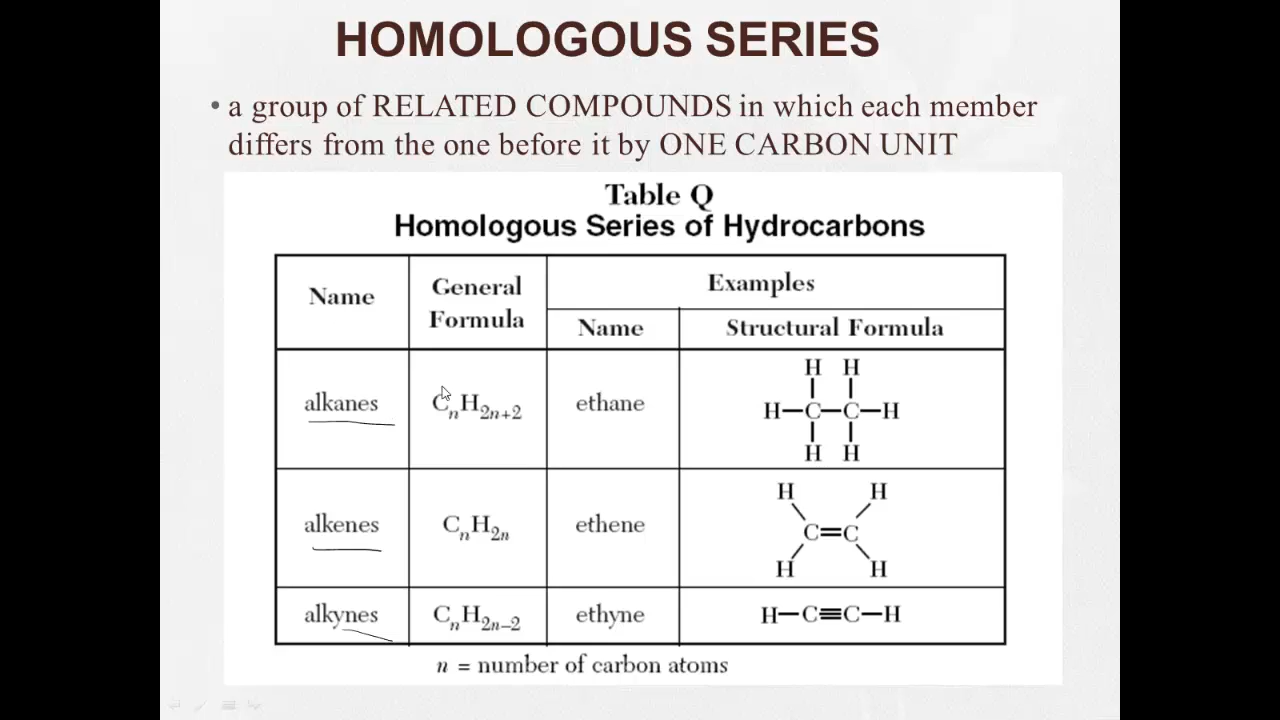 HOMOLOGOUS SERIES
• a group of RELATED COMPOUNDS in which each member
differs from the one before it by ONE CARBON UNIT
Table Q
Homologous Series of Hydrocarbons
Name
General
Formula
Examples
Name
Structural Formula
alkanes
CₙH₂ₙ₊₂
ethane
H H
H—C—C—H
H H
alkenes
CₙH₂ₙ
ethene
H H
C=C
H H
alkynes
CₙH₂ₙ₋₂
ethyne
H—C≡C—H
n = number of carbon atoms